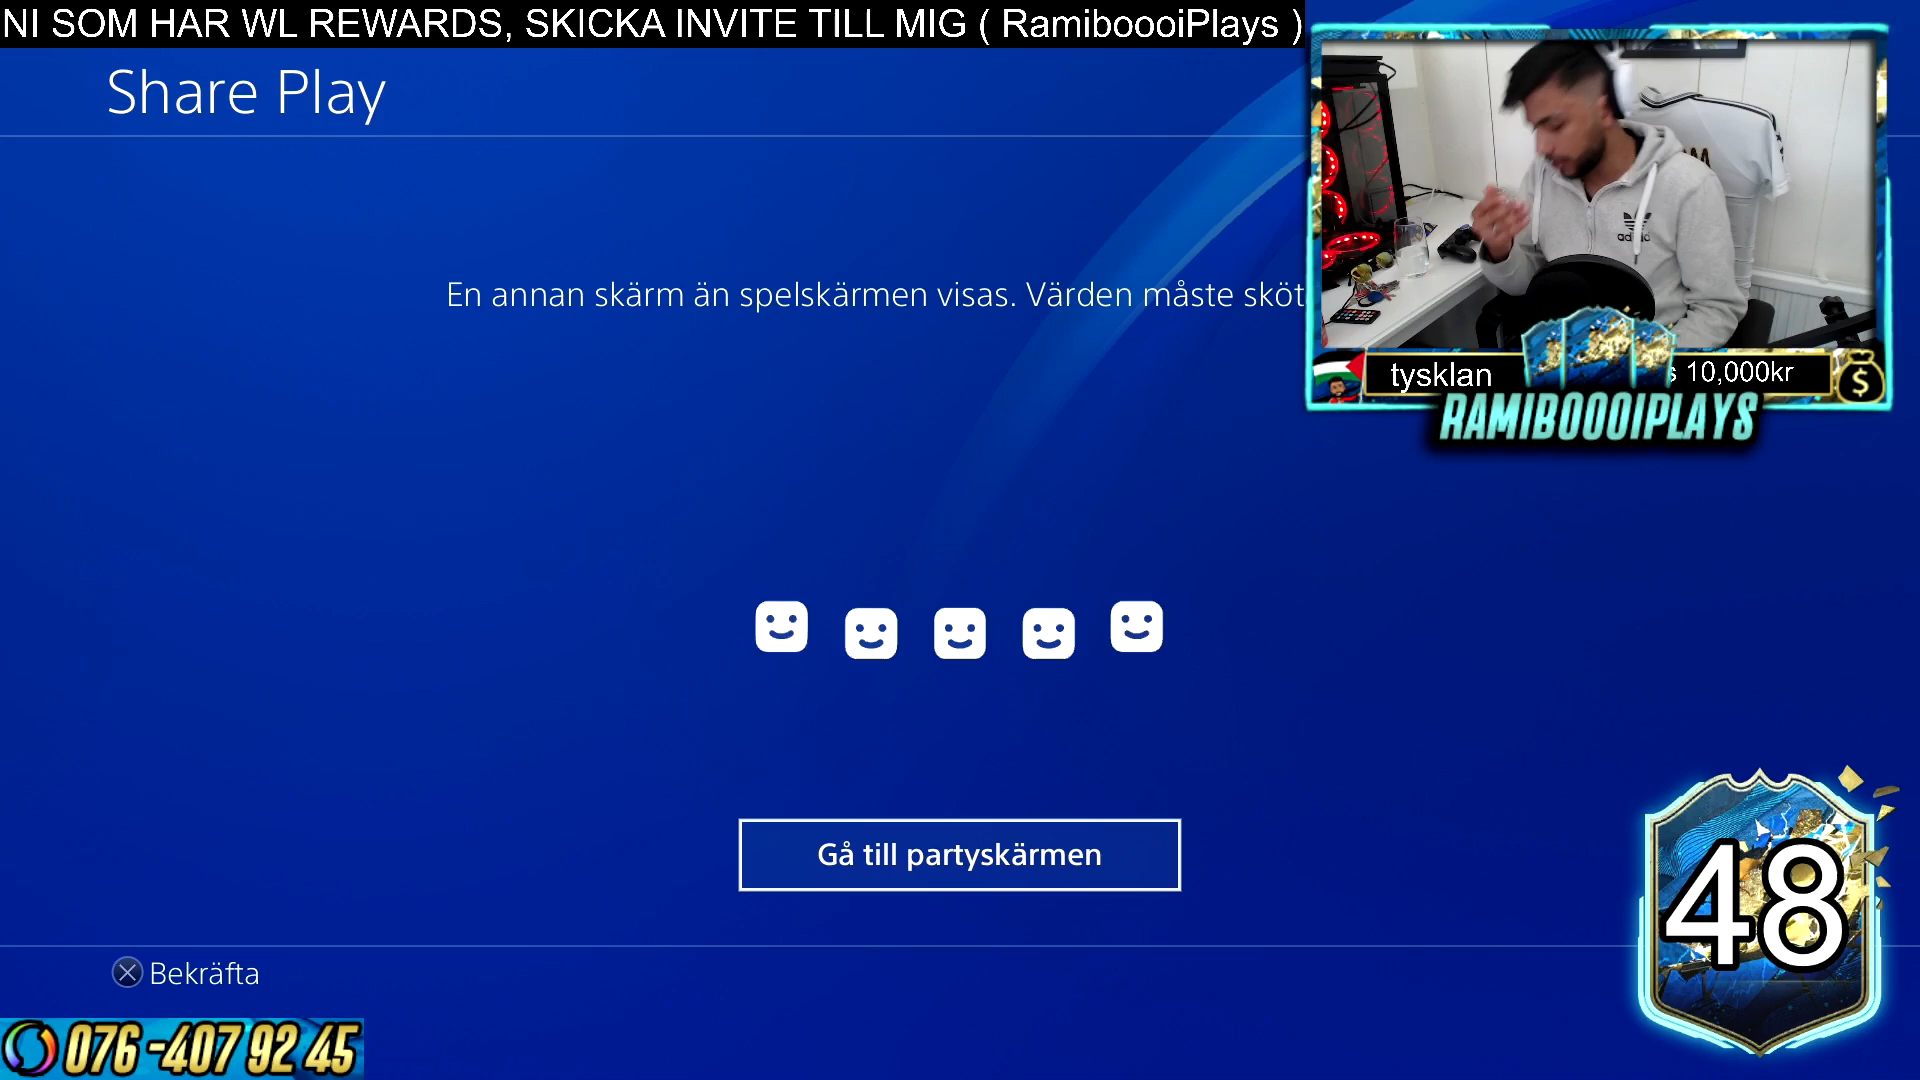 NI SOM HAR WL REWARDS, SKICKA INVITE TILL MIG ( RamiboooiPlays )
Share Play
En annan skärm än spelskärmen visas. Värden måste sköt
adidas
tysklan
s 10,000kr
RAMIBOOOIPLAYS
Gå till partyskärmen
48
Bekräfta
076-407 92 45